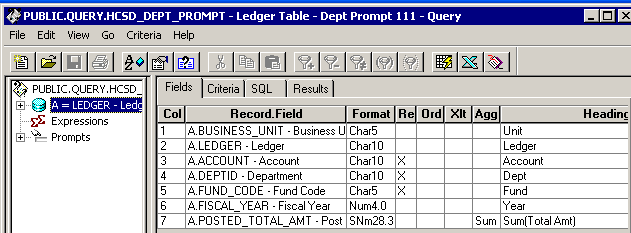 PUBLIC.QUERY.HCSD_DEPT_PROMPT - Ledger Table - Dept Prompt 111 - Query
File Edit View Go Criteria Help
PUBLIC.QUERY.HCSD_
A = LEDGER - Ledg
Expressions
Prompts
Fields Criteria SQL Results
Col Record.Field Format Re Ord Xlt Agg Heading
1 A.BUSINESS_UNIT - Business U Char5 Unit
2 A.LEDGER - Ledger Char10 Ledger
3 A.ACCOUNT - Account Char10 X Account
4 A.DEPTID - Department Char10 X Dept
5 A.FUND_CODE - Fund Code Char5 X Fund
6 A.FISCAL_YEAR - Fiscal Year Num4.0 Year
7 A.POSTED_TOTAL_AMT - Post SNm28.3 Sum Sum(Total Amt)